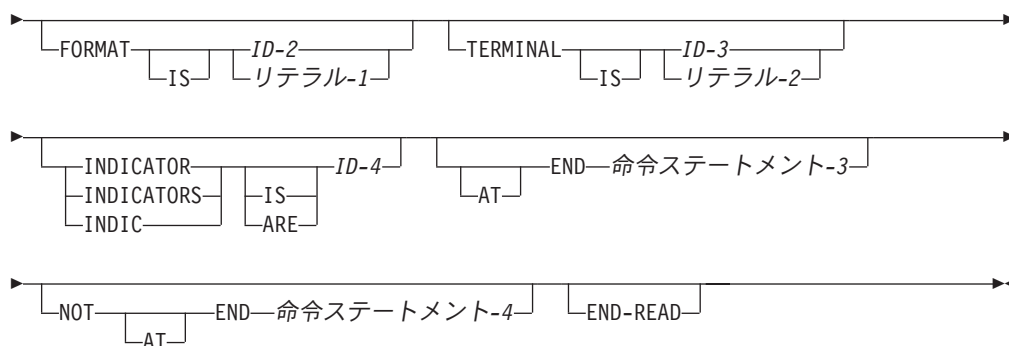 FORMAT IS ID-2 TERMINAL IS ID-3
リテラル-1 リテラル-2
INDICATOR ID-4 END 命令ステートメント-3
INDICATORS IS AT
INDIC ARE
NOT END 命令ステートメント-4 END-READ
AT